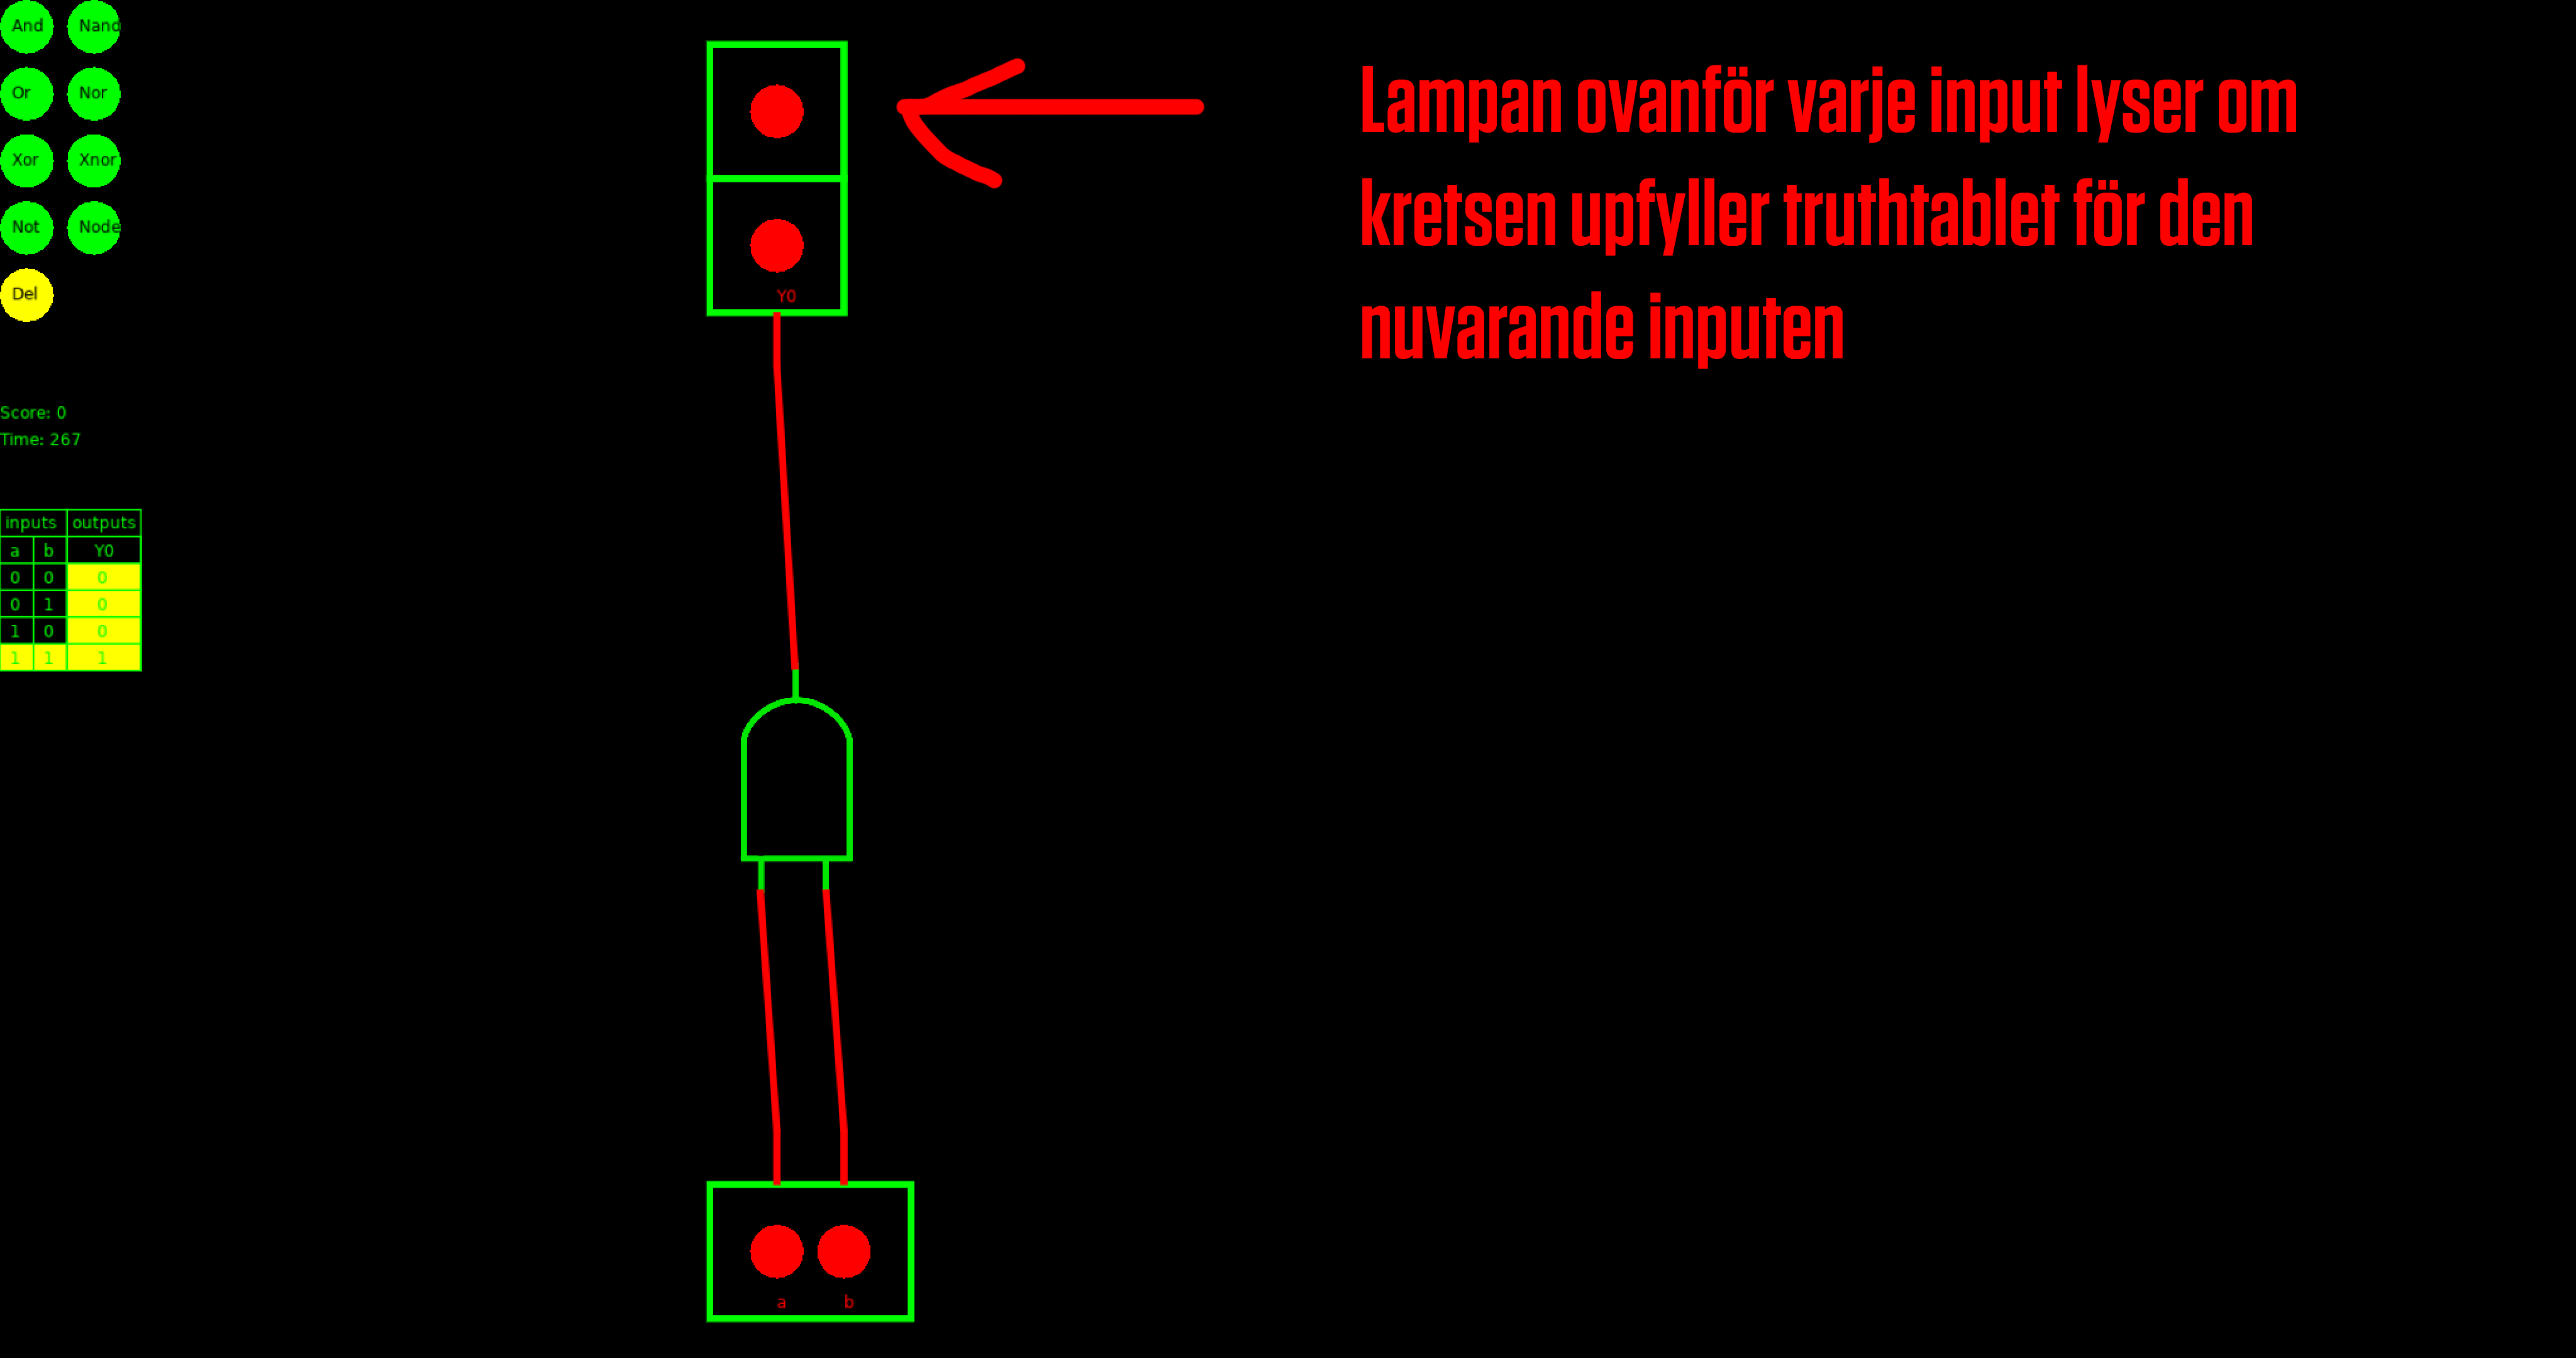 And Nand
Or Nor
Xor Xnor
Not Node
Del
Score: 0
Time: 267
inputs outputs
a b Y0
0 0 0
0 1 0
1 0 0
1 1 1
Y0
a b
Lampan ovanför varje input lyser om
kretsen upfyller truthtablet för den
nuvarande inputen